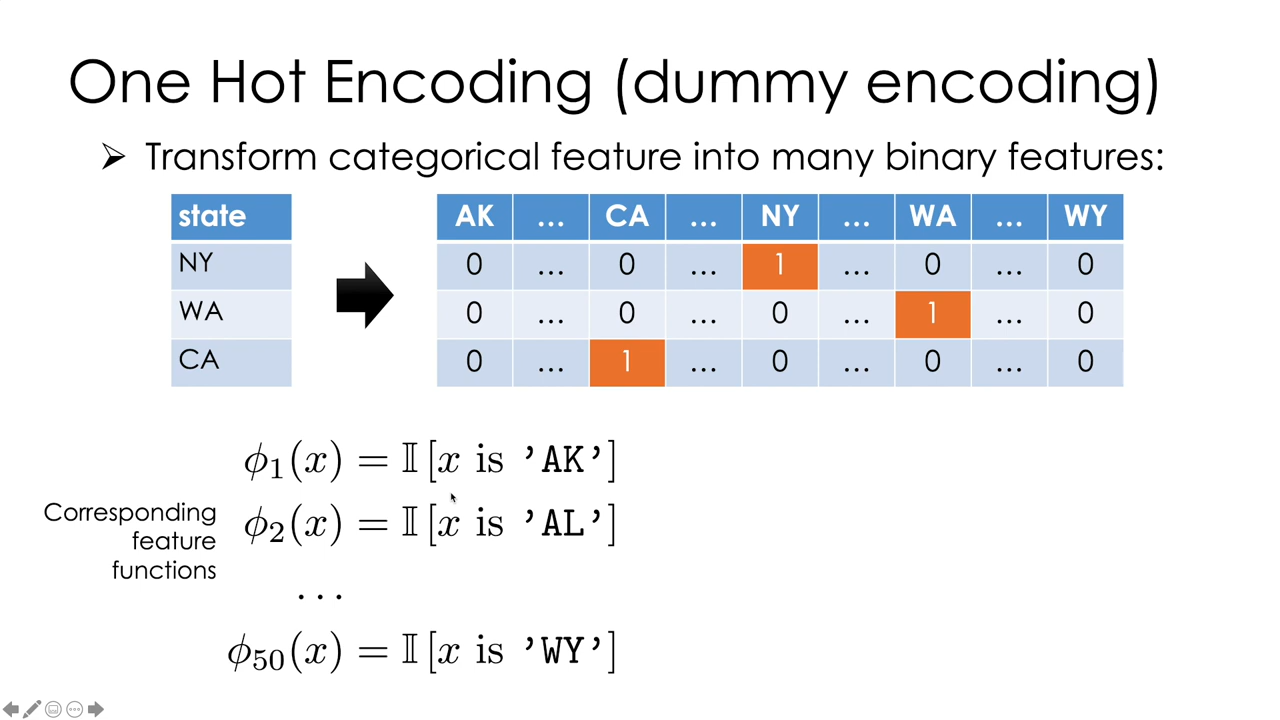 One Hot Encoding (dummy encoding)
➢ Transform categorical feature into many binary features:
state
NY
WA
CA
AK ... CA ... NY ... WA ... WY
0 ... 0 ... 1 ... 0 ... 0
0 ... 0 ... 0 ... 1 ... 0
0 ... 1 ... 0 ... 0 ... 0
Corresponding
feature
functions
ϕ₁(x) = 𝕀 [x is ’AK’]
ϕ₂(x) = 𝕀 [x is ’AL’]
...
ϕ₅₀(x) = 𝕀 [x is ’WY’]